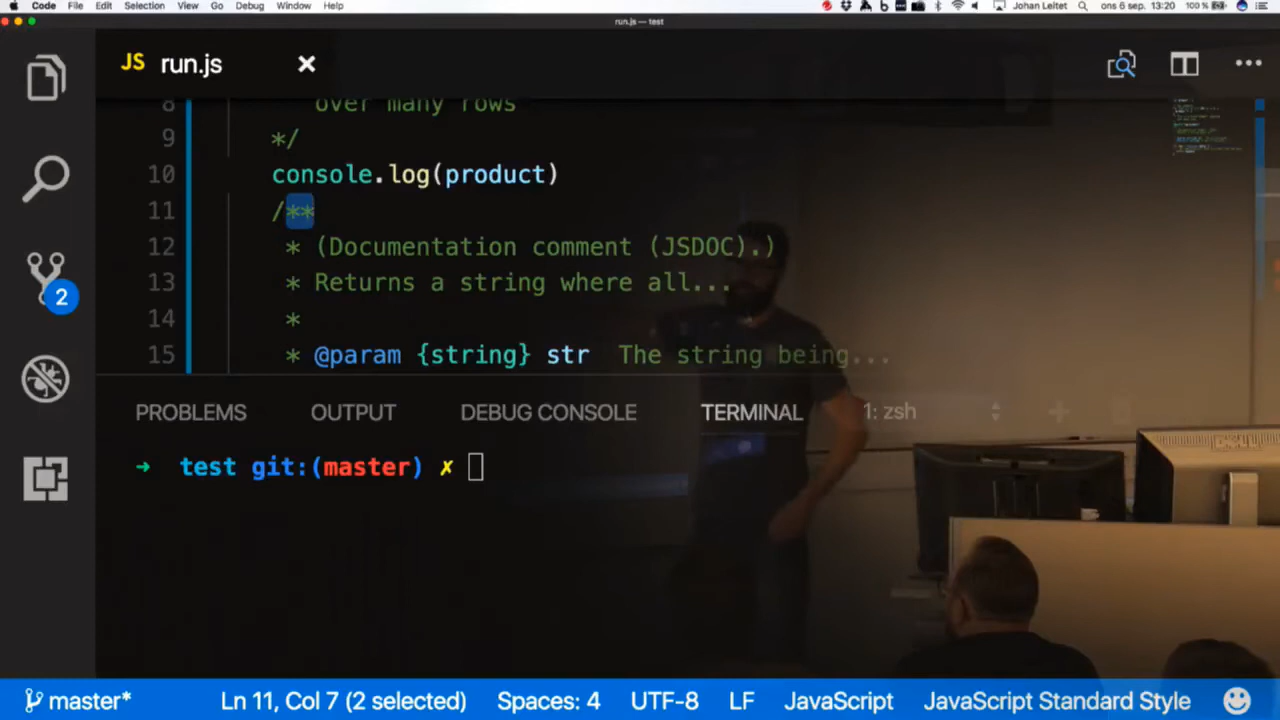 Code File Edit Selection View Go Debug Window Help Johan Leitet ons 6 sep. 13:20 100 %
run.js — test
JS run.js
8 over many rows
9 */
10 console.log(product)
11 /**
12 * (Documentation comment (JSDOC).)
13 * Returns a string where all...
14 *
15 * @param {string} str The string being...
PROBLEMS OUTPUT DEBUG CONSOLE TERMINAL 1: zsh
➜ test git:(master) ✗
2
DELL
master* Ln 11, Col 7 (2 selected) Spaces: 4 UTF-8 LF JavaScript JavaScript Standard Style